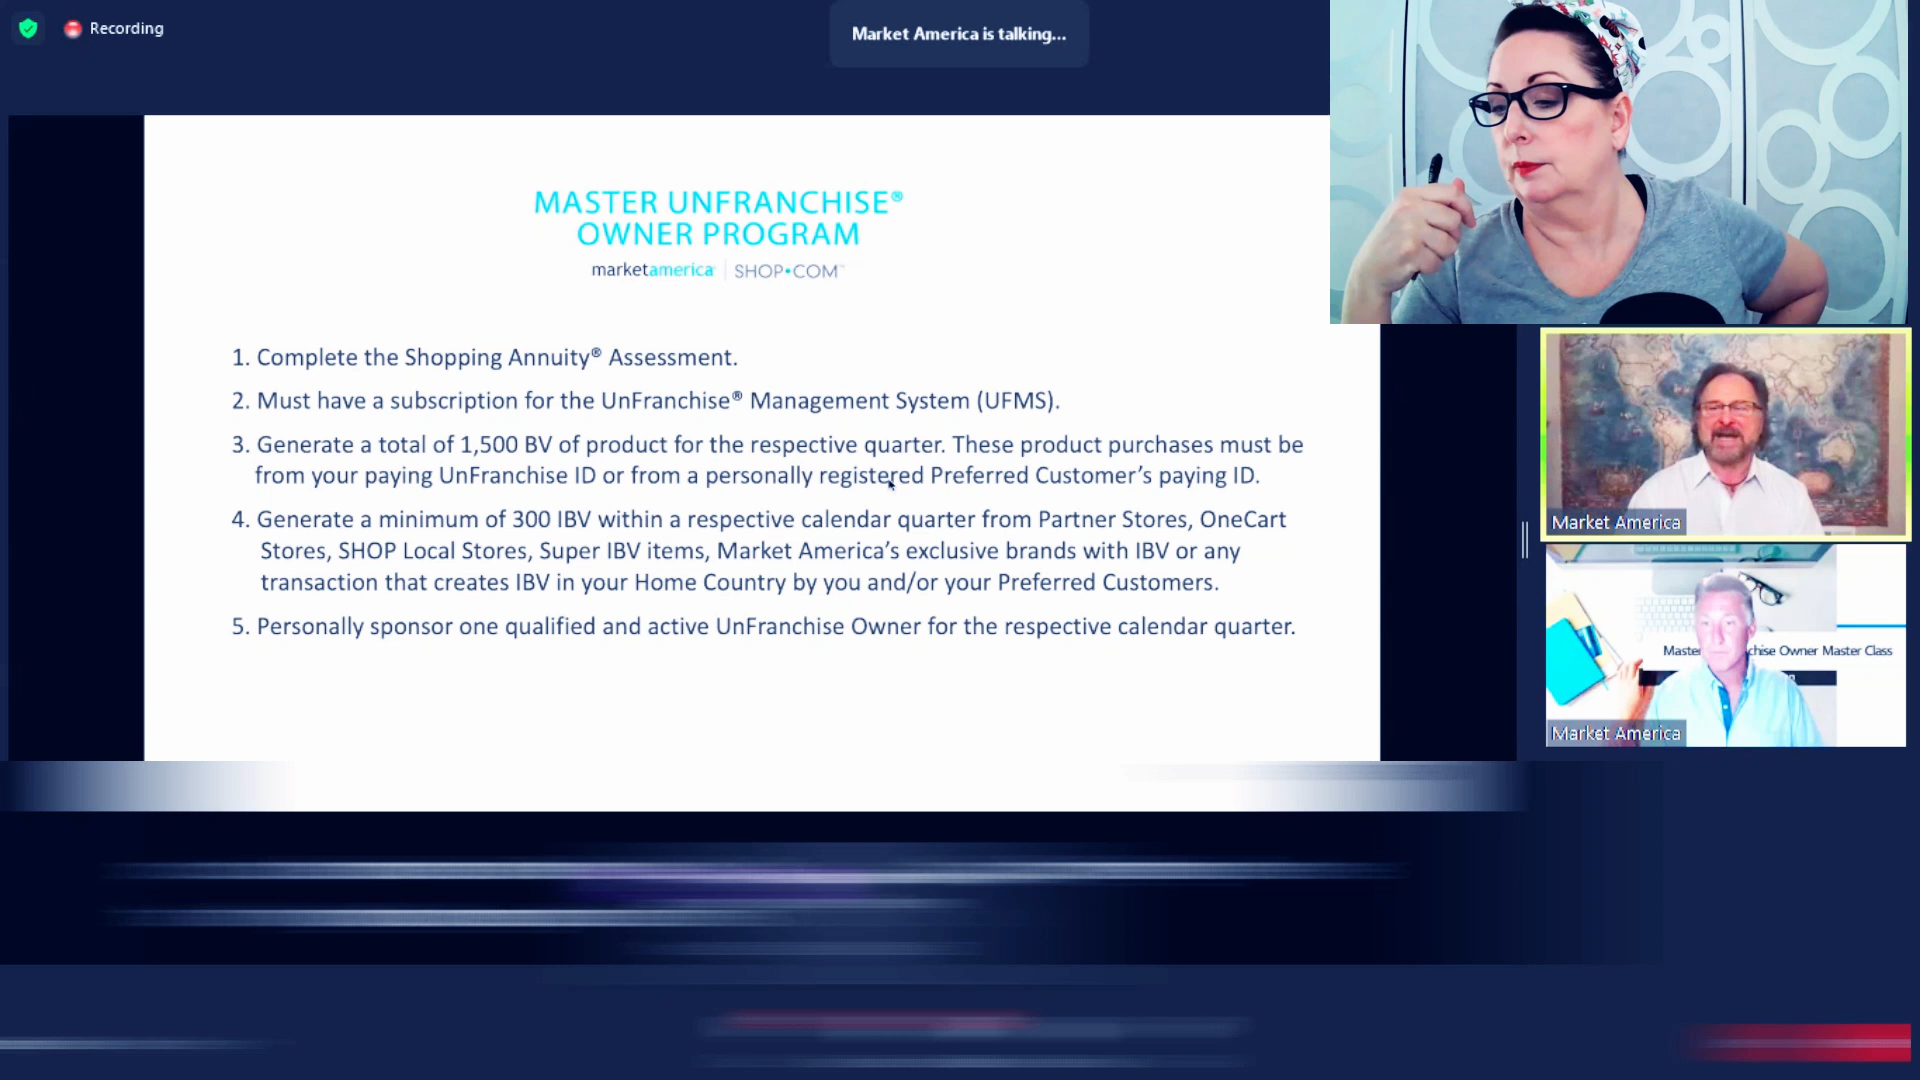 Recording
Market America is talking...
MASTER UNFRANCHISE®
OWNER PROGRAM
marketamerica | SHOP•COM™
1. Complete the Shopping Annuity® Assessment.
2. Must have a subscription for the UnFranchise® Management System (UFMS).
3. Generate a total of 1,500 BV of product for the respective quarter. These product purchases must be
from your paying UnFranchise ID or from a personally registered Preferred Customer’s paying ID.
4. Generate a minimum of 300 IBV within a respective calendar quarter from Partner Stores, OneCart
Stores, SHOP Local Stores, Super IBV items, Market America’s exclusive brands with IBV or any
transaction that creates IBV in your Home Country by you and/or your Preferred Customers.
5. Personally sponsor one qualified and active UnFranchise Owner for the respective calendar quarter.
Market America
Master chise Owner Master Class
Market America